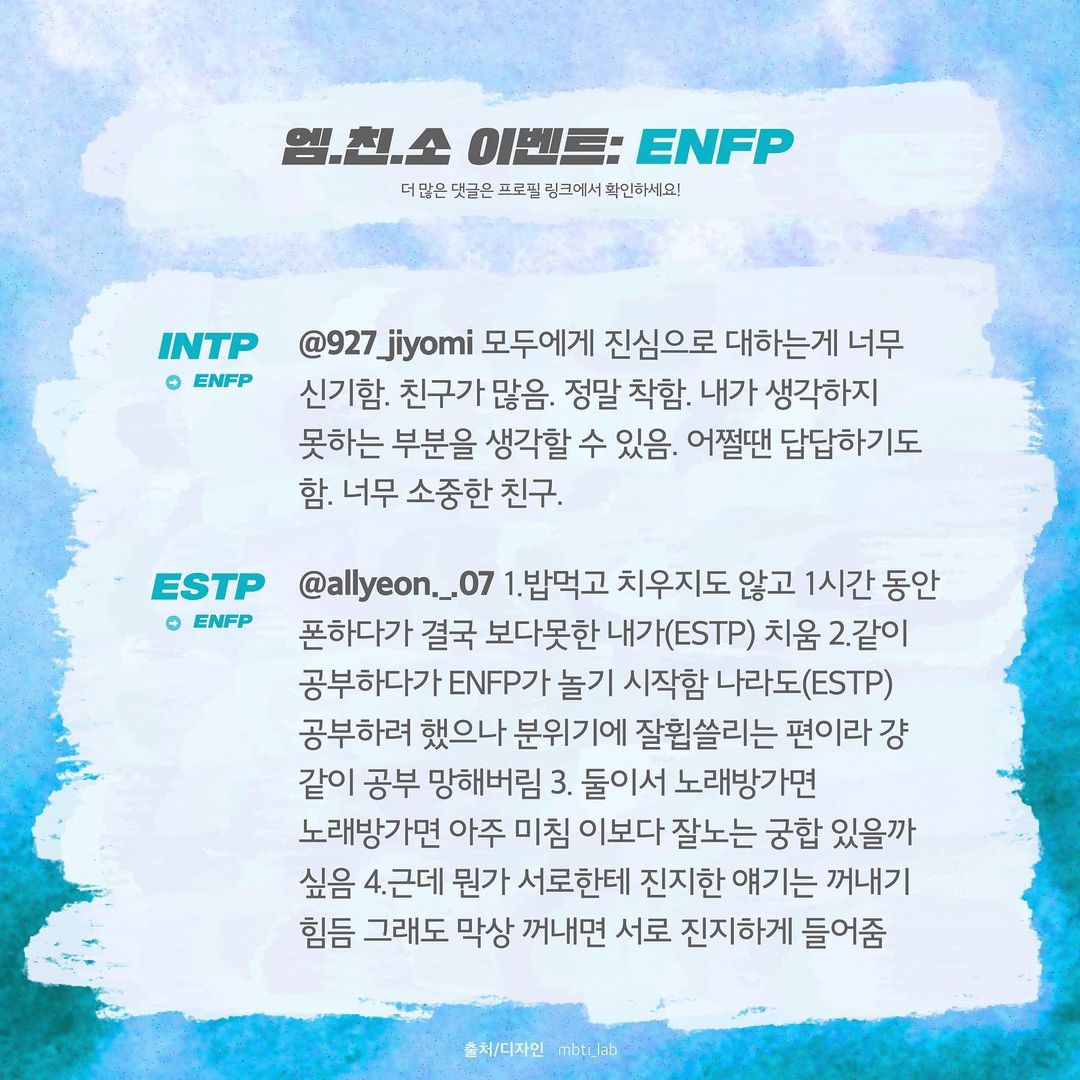 엠.친.소 이벤트: ENFP
더 많은 댓글은 프로필 링크에서 확인하세요!
INTP
ENFP
@927_jiyomi 모두에게 진심으로 대하는게 너무
신기함. 친구가 많음. 정말 착함. 내가 생각하지
못하는 부분을 생각할 수 있음. 어쩔땐 답답하기도
함. 너무 소중한 친구.
ESTP
ENFP
@allyeon._.07 1.밥먹고 치우지도 않고 1시간 동안
폰하다가 결국 보다못한 내가(ESTP) 치움 2.같이
공부하다가 ENFP가 놀기 시작함 나라도(ESTP)
공부하려 했으나 분위기에 잘휩쓸리는 편이라 걍
같이 공부 망해버림 3. 둘이서 노래방가면
노래방가면 아주 미침 이보다 잘노는 궁합 있을까
싶음 4.근데 뭔가 서로한테 진지한 얘기는 꺼내기
힘듬 그래도 막상 꺼내면 서로 진지하게 들어줌
출처/디자인 mbti_lab